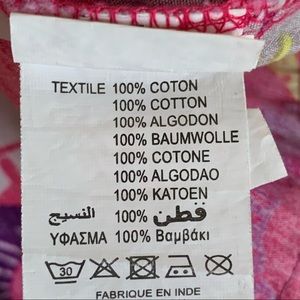 TEXTILE 100% COTON
100% COTTON
100% ALGODON
100% BAUMWOLLE
100% COTONE
100% ALGODAO
100% KATOEN
النسيج 100% قطن
ΥΦΑΣΜΑ 100% Βαμβάκι
30
FABRIQUE EN INDE